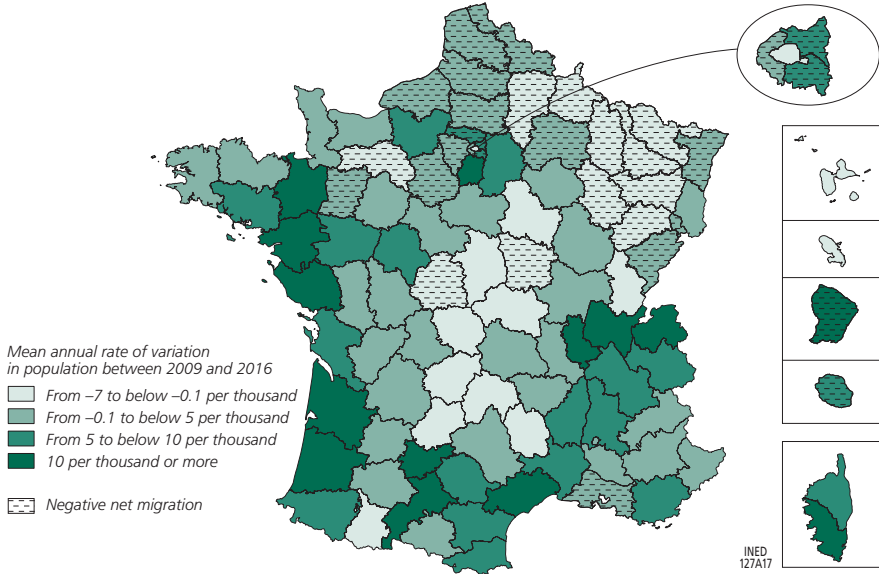 Mean annual rate of variation
in population between 2009 and 2016
From –7 to below –0.1 per thousand
From –0.1 to below 5 per thousand
From 5 to below 10 per thousand
10 per thousand or more
Negative net migration
INED
127A17